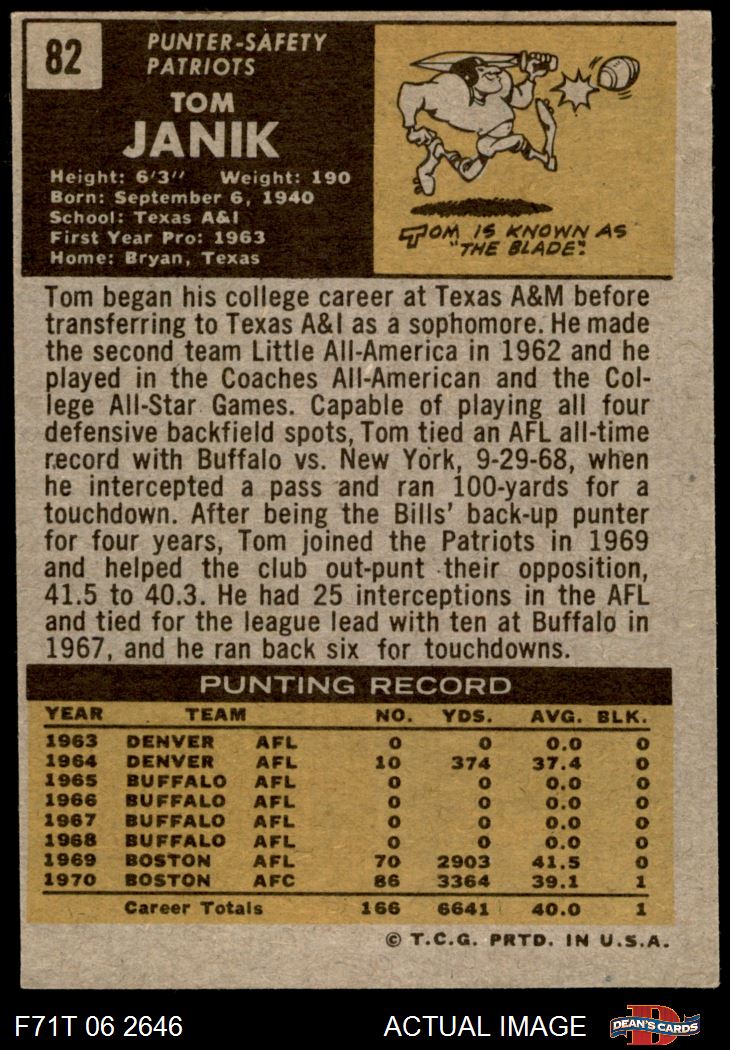 82
PUNTER-SAFETY
PATRIOTS
TOM
JANIK
Height: 6'3" Weight: 190
Born: September 6, 1940
School: Texas A&I
First Year Pro: 1963
Home: Bryan, Texas
TOM IS KNOWN AS
"THE BLADE".
Tom began his college career at Texas A&M before
transferring to Texas A&I as a sophomore. He made
the second team Little All-America in 1962 and he
played in the Coaches All-American and the Col-
lege All-Star Games. Capable of playing all four
defensive backfield spots, Tom tied an AFL all-time
record with Buffalo vs. New York, 9-29-68, when
he intercepted a pass and ran 100-yards for a
touchdown. After being the Bills' back-up punter
for four years, Tom joined the Patriots in 1969
and helped the club out-punt their opposition,
41.5 to 40.3. He had 25 interceptions in the AFL
and tied for the league lead with ten at Buffalo in
1967, and he ran back six for touchdowns.
PUNTING RECORD
YEAR TEAM NO. YDS. AVG. BLK.
1963 DENVER AFL 0 0 0.0 0
1964 DENVER AFL 10 374 37.4 0
1965 BUFFALO AFL 0 0 0.0 0
1966 BUFFALO AFL 0 0 0.0 0
1967 BUFFALO AFL 0 0 0.0 0
1968 BUFFALO AFL 0 0 0.0 0
1969 BOSTON AFL 70 2903 41.5 0
1970 BOSTON AFC 86 3364 39.1 1
Career Totals 166 6641 40.0 1
© T.C.G. PRTD. IN U.S.A.
F71T 06 2646 ACTUAL IMAGE
D
DEAN'S CARDS